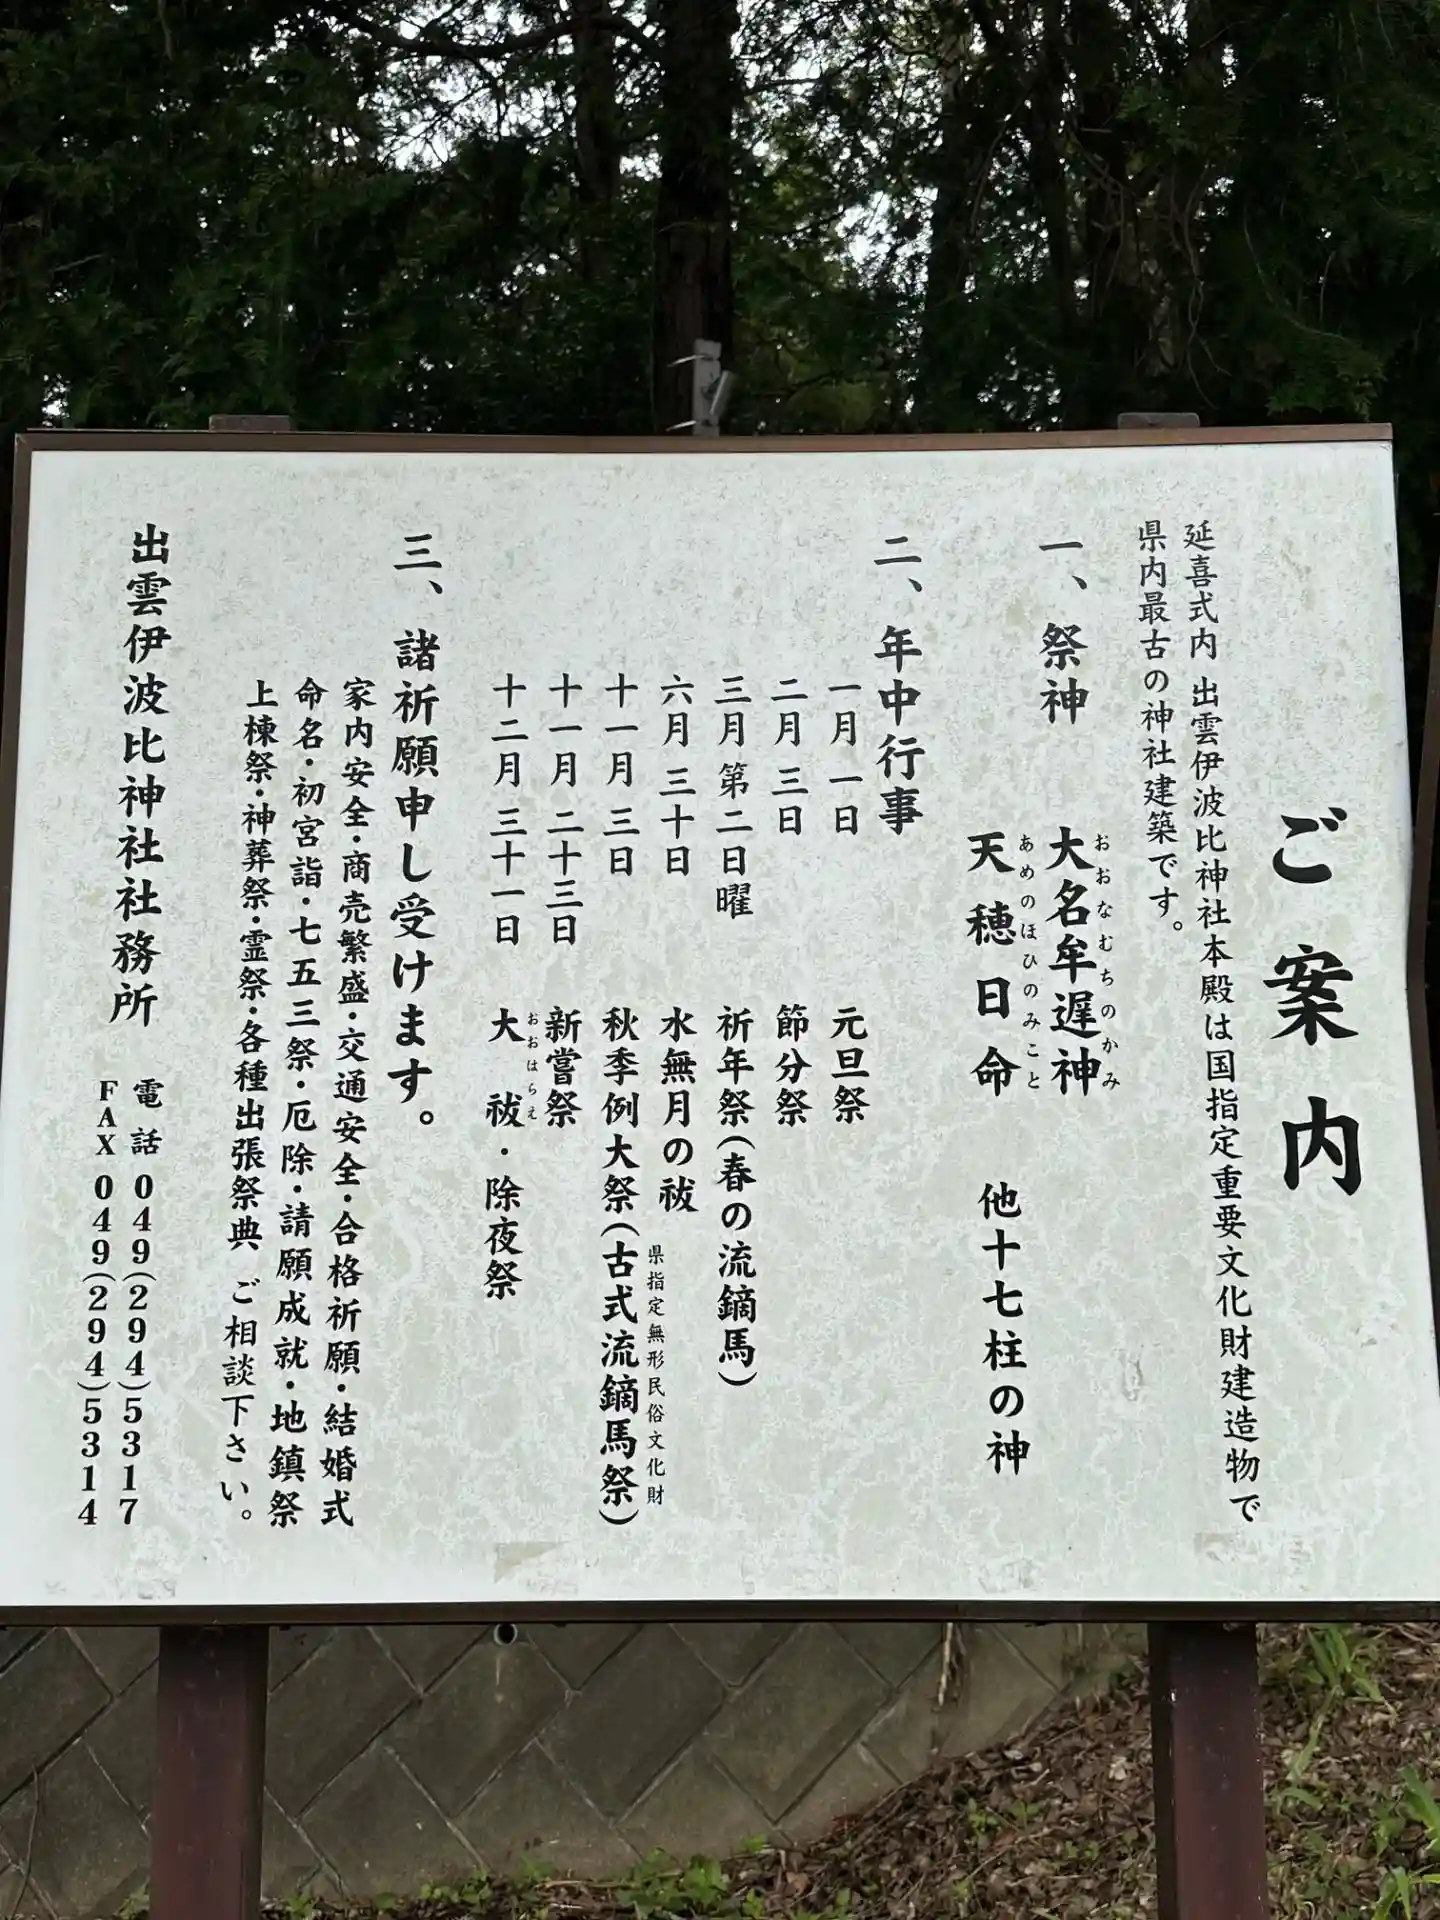 ご案内
延喜式内 出雲伊波比神社本殿は国指定重要文化財建造物で
県内最古の神社建築です。
一、祭神 大名牟遅神 おおなむちのかみ
天穂日命 あめのほひのみこと 他十七柱の神
二、年中行事
一月 一日 元旦祭
二月 三日 節分祭
三月 第二日曜 祈年祭(春の流鏑馬)
六月 三十日 水無月の祓
十一月 三日 秋季例大祭(古式流鏑馬祭) 県指定無形民俗文化財
十一月 二十三日 新嘗祭
十二月 三十一日 大祓・除夜祭 おおはらえ
三、諸祈願申し受けます。
家内安全・商売繁盛・交通安全・合格祈願・結婚式
命名・初宮詣・七五三祭・厄除・請願成就・地鎮祭
上棟祭・神葬祭・霊祭・各種出張祭典 ご相談下さい。
出雲伊波比神社社務所 電話 049(294)5317
FAX 049(294)5314